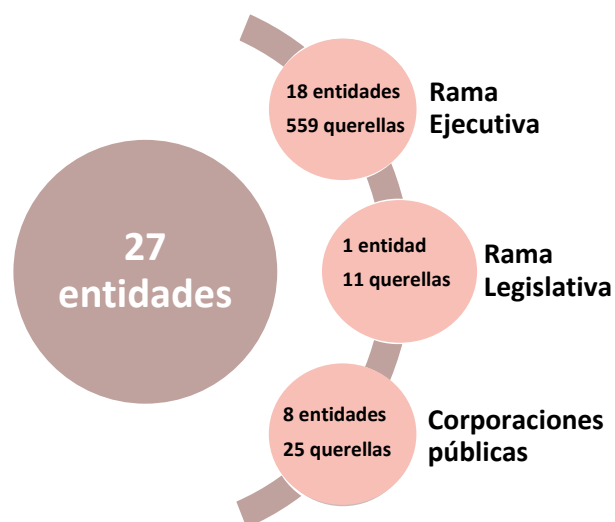 27
entidades
18 entidades
559 querellas
Rama
Ejecutiva
1 entidad
11 querellas
Rama
Legislativa
8 entidades
25 querellas
Corporaciones
públicas